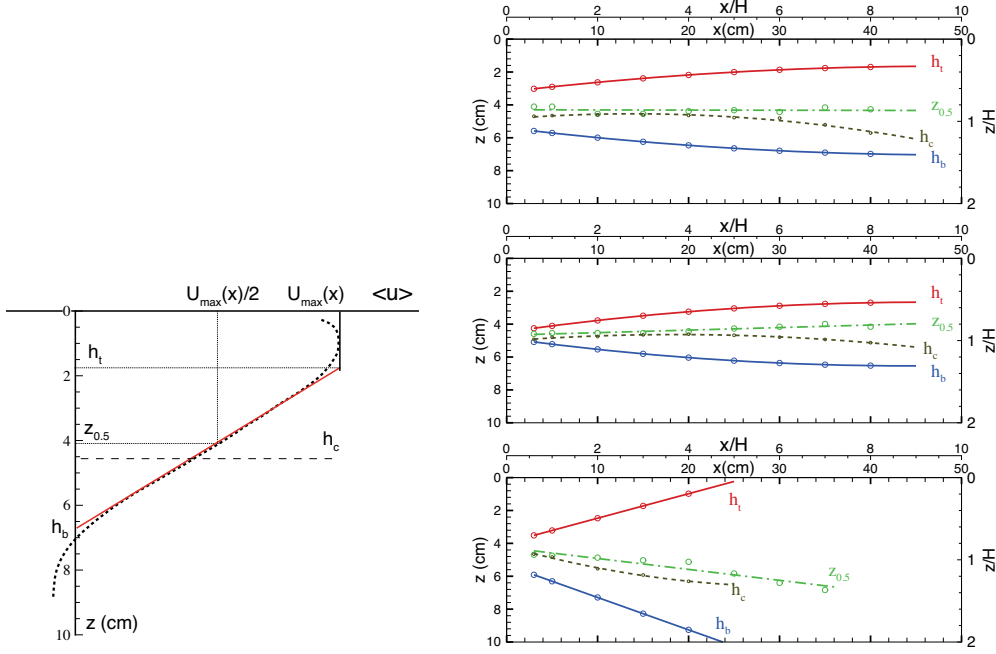 U_max(x)/2 U_max(x) <u>
0
h_t
2
z_0.5
4
h_c
6
h_b
8
z (cm)
10
x/H
0 2 4 6 8 10
x(cm)
0 10 20 30 40 50
0 2 4 6 8 10
z (cm)
0 1 2
z/H
h_t
z_0.5
h_c
h_b
x/H
0 2 4 6 8 10
x(cm)
0 10 20 30 40 50
0 2 4 6 8 10
z (cm)
0 1 2
z/H
h_t
z_0.5
h_c
h_b
x/H
0 2 4 6 8 10
x(cm)
0 10 20 30 40 50
0 2 4 6 8 10
z (cm)
0 1 2
z/H
h_t
z_0.5
h_c
h_b